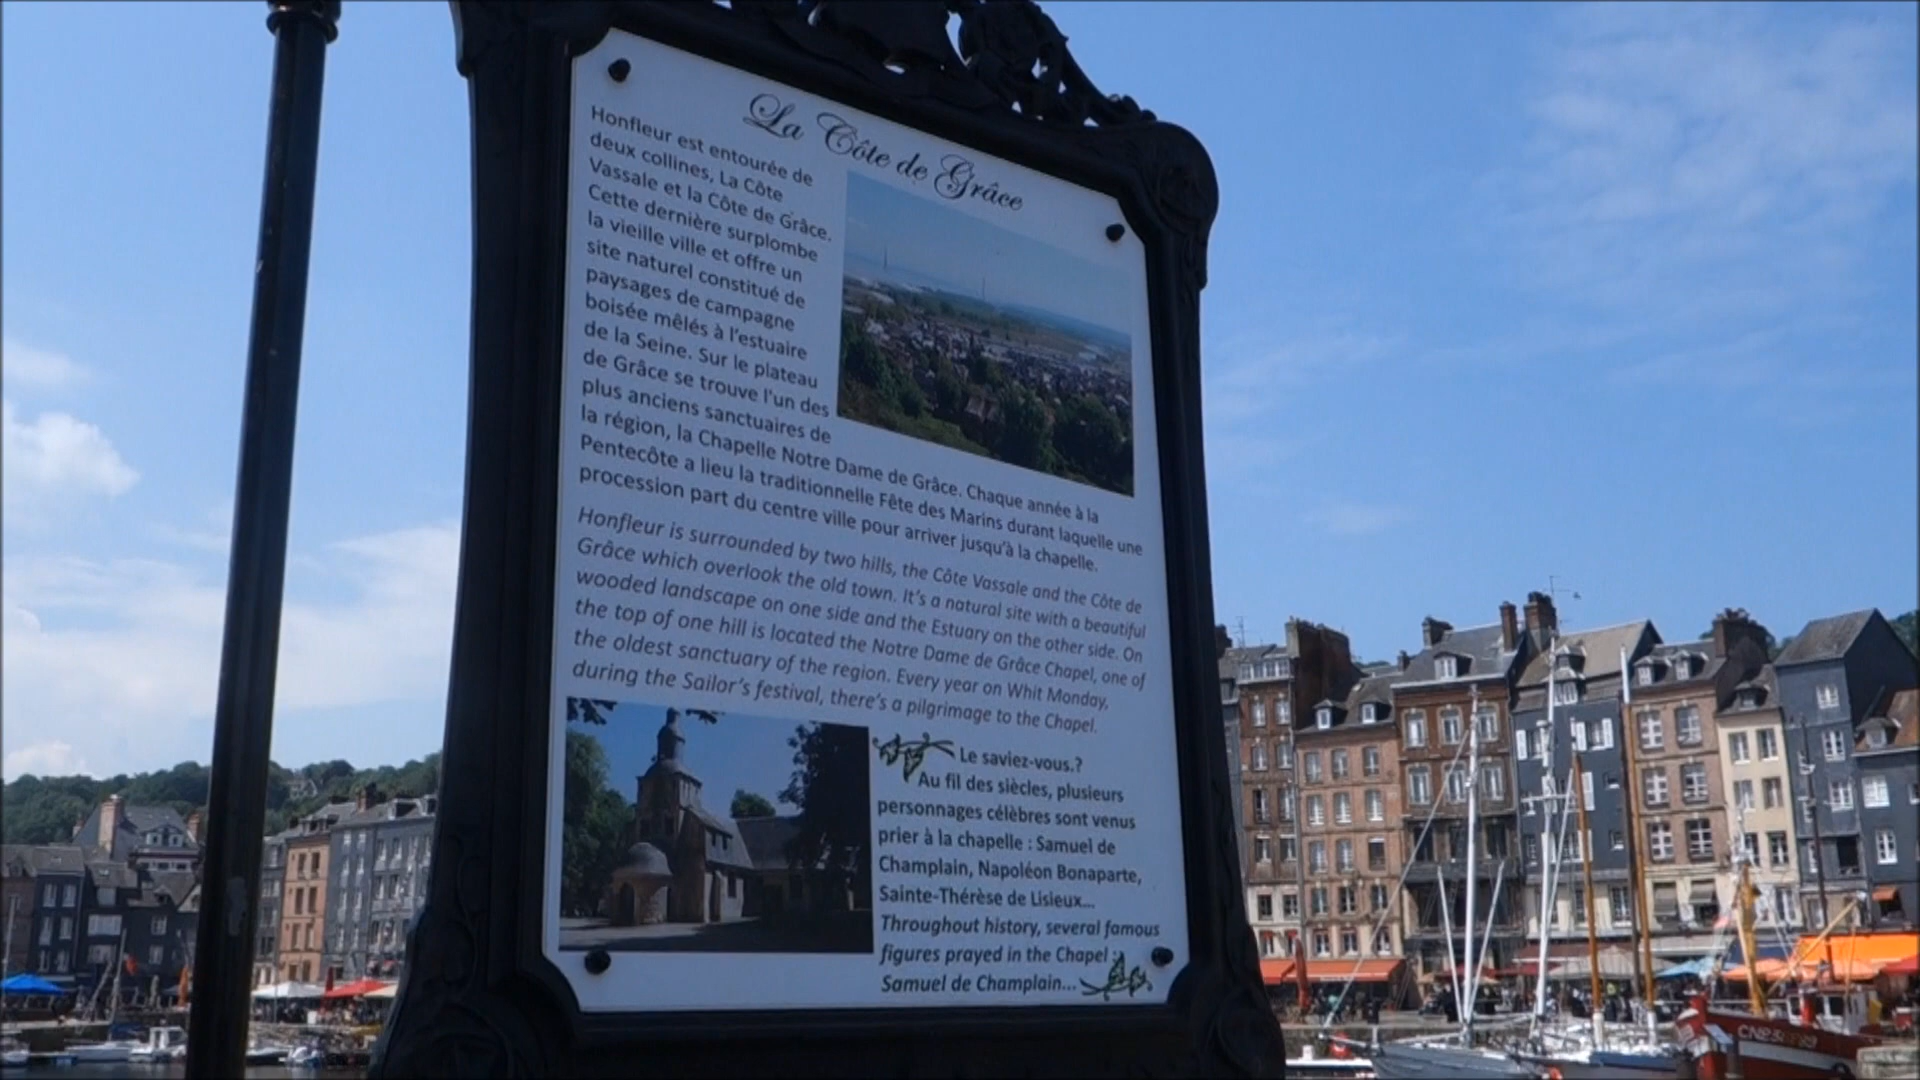 La Côte de Grâce
Honfleur est entourée de
deux collines, La Côte
Vassale et la Côte de Grâce.
Cette dernière surplombe
la vieille ville et offre un
site naturel constitué de
paysages de campagne
boisée mêlés à l'estuaire
de la Seine. Sur le plateau
de Grâce se trouve l'un des
plus anciens sanctuaires de
la région, la Chapelle Notre Dame de Grâce. Chaque année à la
Pentecôte a lieu la traditionnelle Fête des Marins durant laquelle une
procession part du centre ville pour arriver jusqu'à la chapelle.
Honfleur is surrounded by two hills, the Côte Vassale and the Côte de
Grâce which overlook the old town. It's a natural site with a beautiful
wooded landscape on one side and the Estuary on the other side. On
the top of one hill is located the Notre Dame de Grâce Chapel, one of
the oldest sanctuary of the region. Every year on Whit Monday,
during the Sailor's festival, there's a pilgrimage to the Chapel.
Le saviez-vous.?
Au fil des siècles, plusieurs
personnages célèbres sont venus
prier à la chapelle : Samuel de
Champlain, Napoléon Bonaparte,
Sainte-Thérèse de Lisieux...
Throughout history, several famous
figures prayed in the Chapel :
Samuel de Champlain...